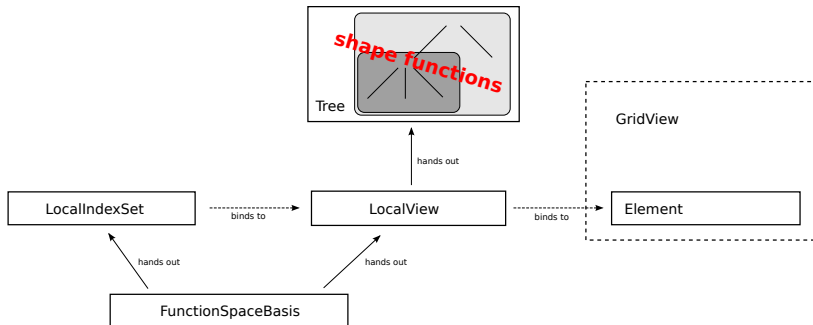 shape functions
Tree
GridView
hands out
LocalIndexSet
binds to
LocalView
binds to
Element
hands out
hands out
FunctionSpaceBasis